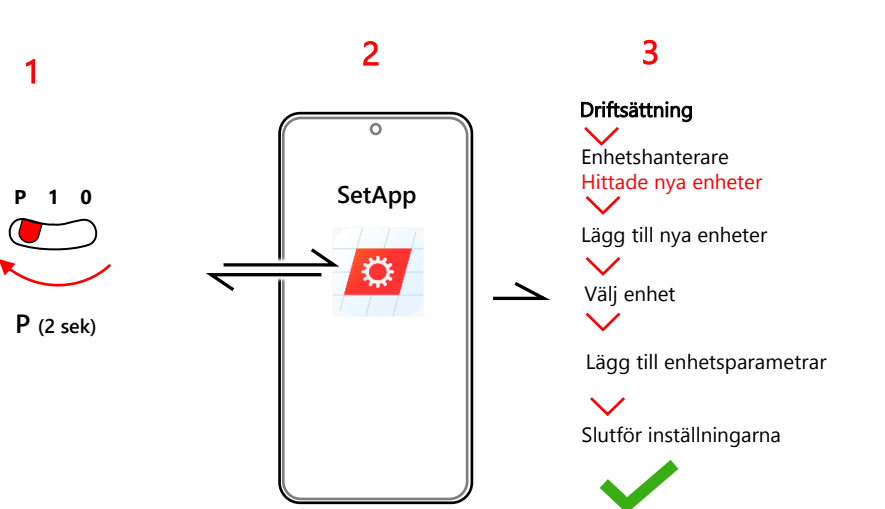 1
P 1 0
P (2 sek)
2
SetApp
3
Driftsättning
Enhetshanterare
Hittade nya enheter
Lägg till nya enheter
Välj enhet
Lägg till enhetsparametrar
Slutför inställningarna